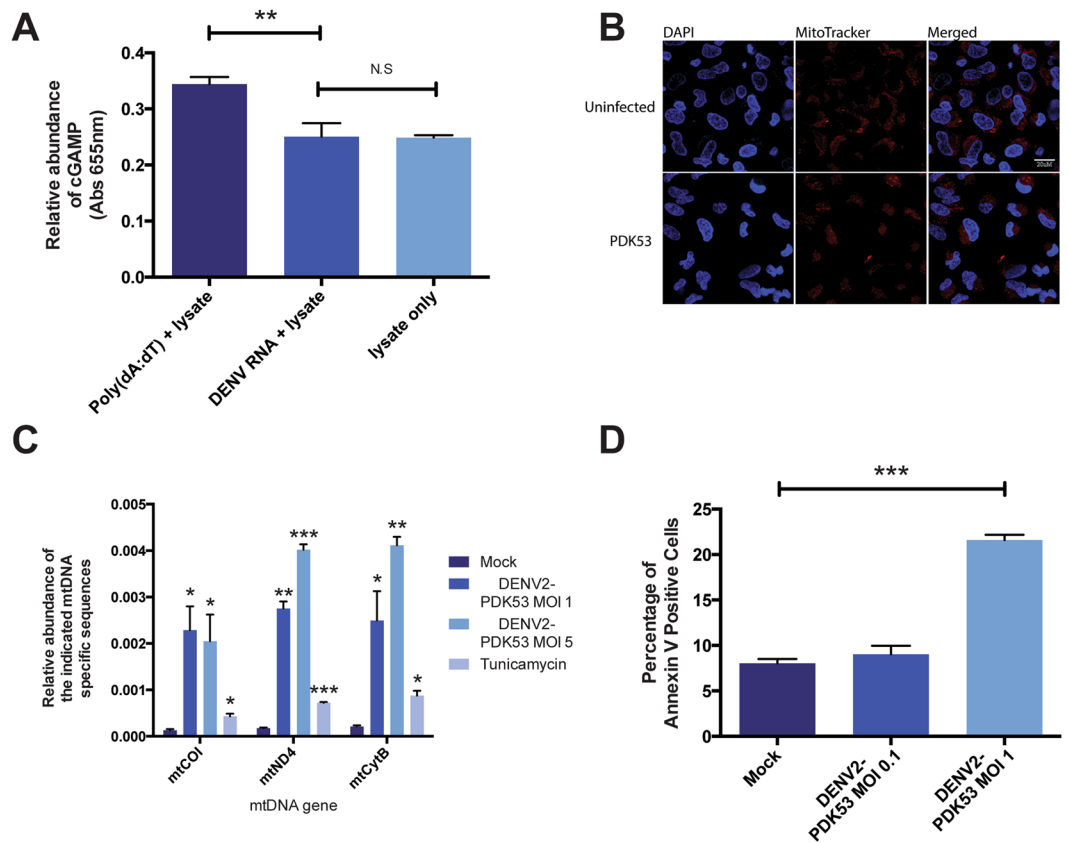 A
**
N.S
Relative abundance
of cGAMP
(Abs 655nm)
0.4
0.3
0.2
0.1
0.0
Poly(dA:dT) + lysate
DENV RNA + lysate
lysate only
B
DAPI
MitoTracker
Merged
Uninfected
20uM
PDK53
C
Relative abundance of
the indicated mtDNA
specific sequences
0.005
0.004
0.003
0.002
0.001
0.000
*
*
*
**
***
***
*
**
*
mtCOI
mtND4
mtCytB
mtDNA gene
Mock
DENV2-
PDK53 MOI 1
DENV2-
PDK53 MOI 5
Tunicamycin
D
***
Percentage of
Annexin V Positive Cells
25
20
15
10
5
0
Mock
DENV2-
PDK53 MOI 0.1
DENV2-
PDK53 MOI 1